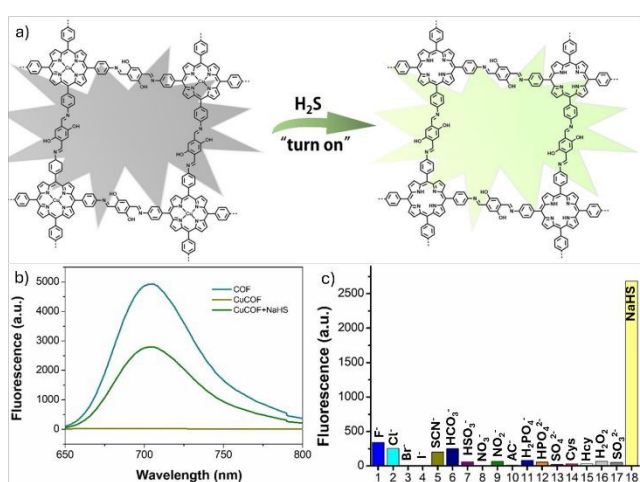 a)
H₂S
"turn on"
b)
c)
Fluorescence (a.u.)
5000
4000
3000
2000
1000
0
COF
CuCOF
CuCOF+NaHS
650
700
750
800
Wavelength (nm)
Fluorescence (a.u.)
2500
2000
1500
1000
500
0
F⁻
Cl⁻
Br⁻
I⁻
SCN⁻
HCO₃⁻
HSO₃⁻
NO₃⁻
NO₂⁻
AC⁻
H₂PO₄⁻
HPO₄²⁻
SO₄²⁻
Cys
Hcy
H₂O₂
SO₃²⁻
NaHS
1 2 3 4 5 6 7 8 9 10 11 12 13 14 15 16 17 18